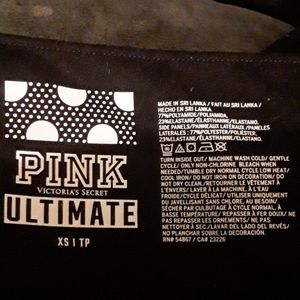 PINK
VICTORIA'S SECRET
ULTIMATE
XS | TP
MADE IN SRI LANKA / FAIT AU SRI LANKA /
HECHO EN SRI LANKA
77%POLYAMIDE/POLIAMID,
23%ELASTANE/ÉLASTHANNE/ELASTANO.
SIDE PANELS/PANNEAUX LATÉRAUX / PANELES
LATERALES : 77%POLYESTER/POLIÉSTER,
23%ELASTANE/ÉLASTHANNE/ELASTANO.
TURN INSIDE OUT/ MACHINE WASH COLD/ GENTLE
CYCLE/ ONLY NON-CHLORINE. BLEACH WHEN
NEEDED/TUMBLE DRY NORMAL CYCLE LOW HEAT/
COOL IRON/ DO NOT IRON ON DECORATION/ DO
NOT DRY CLEAN./RETOURNER LE VÊTEMENT À
L'ENVERS/ LAVER À LA MACHINE, À L'EAU
FROIDE/CYCLE DÉLICAT/ UTILISER UNIQUEMENT
DU JAVELLISANT SANS CHLORE, AU BESOIN/
SÉCHER PAR CULBUTAGE À CYCLE NORMAL, À
BASSE TEMPÉRATURE/ REPASSER À FER DOUX/ NE
PAS REPASSER LES ORNEMENTS/ NE PAS
NETTOYER À SEC./LAVAR DEL LADO DEL REVÉS/
NO PLANCHAR SOBRE LA DECORACIÓN.
RN# 54867 / CA# 23226